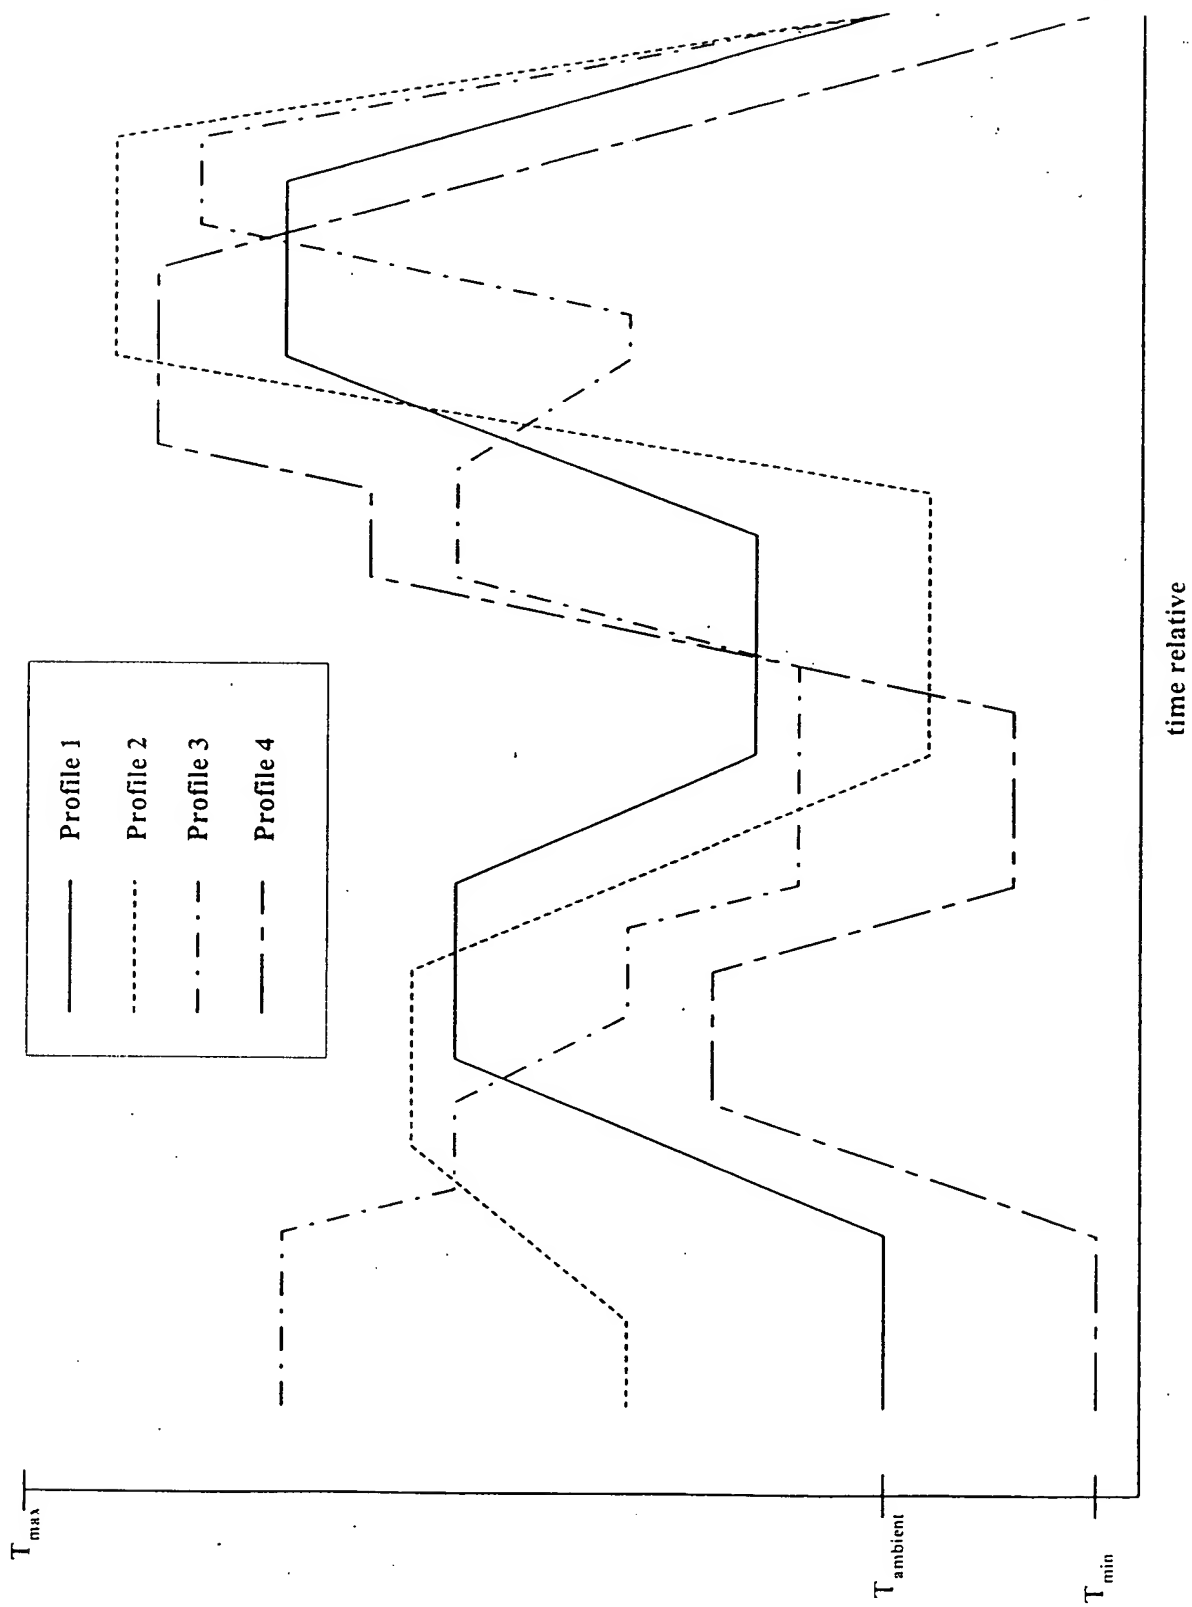 T_max
Profile 1
Profile 2
Profile 3
Profile 4
T_ambient
T_min
time relative